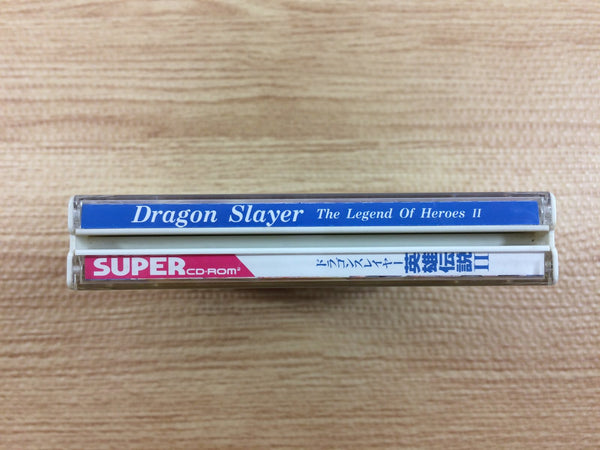 Dragon Slayer The Legend Of Heroes II
SUPER CD-ROM² ドラゴンスレイヤー 英雄伝説II